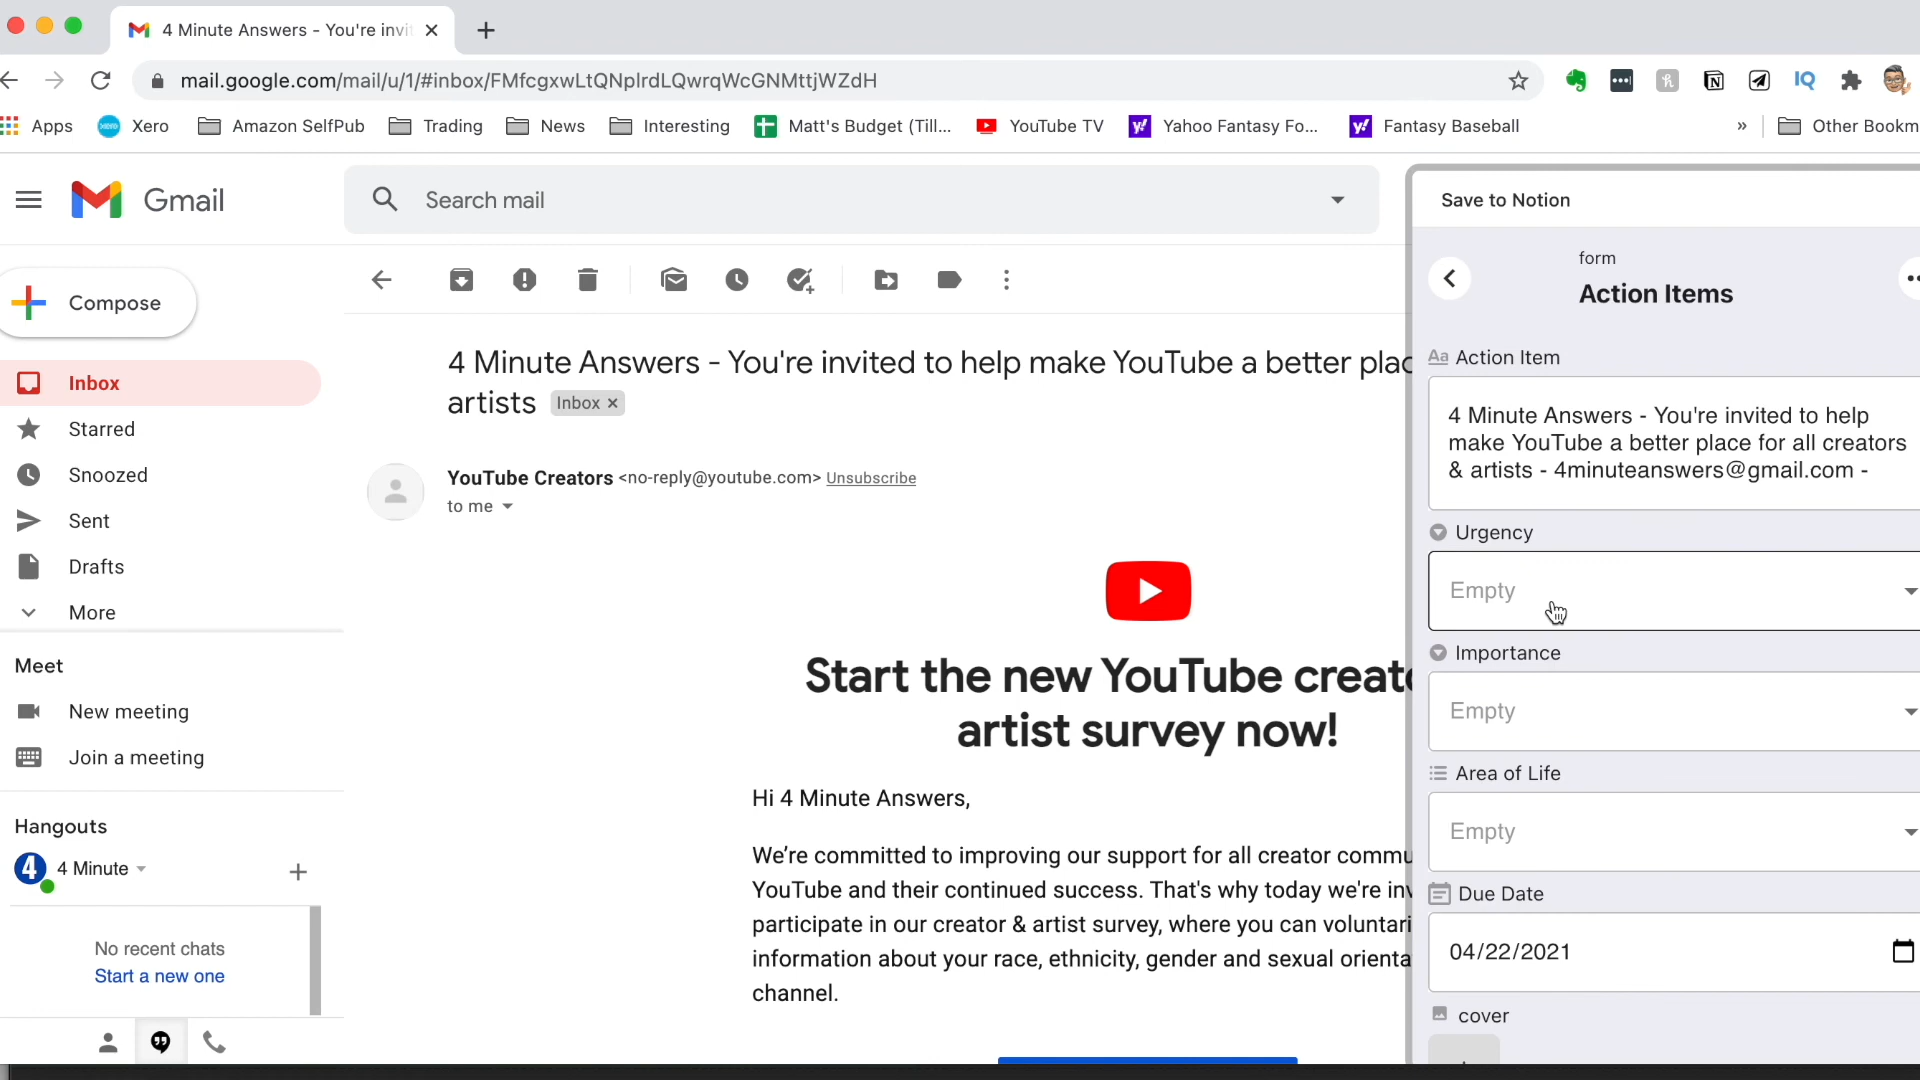 4 Minute Answers - You're invit
mail.google.com/mail/u/1/#inbox/FMfcgxwLtQNplrdLQwrqWcGNMttjWZdH
Apps
Xero
Amazon SelfPub
Trading
News
Interesting
Matt's Budget (Till...
YouTube TV
Yahoo Fantasy Fo...
Fantasy Baseball
»
Other Bookm
Gmail
Search mail
Compose
Inbox
Starred
Snoozed
Sent
Drafts
More
Meet
New meeting
Join a meeting
Hangouts
4 Minute
No recent chats
Start a new one
4 Minute Answers - You're invited to help make YouTube a better plac
artists Inbox
YouTube Creators <no-reply@youtube.com> Unsubscribe
to me
Start the new YouTube creato
artist survey now!
Hi 4 Minute Answers,
We're committed to improving our support for all creator commu
YouTube and their continued success. That's why today we're inv
participate in our creator & artist survey, where you can voluntari
information about your race, ethnicity, gender and sexual orienta
channel.
Save to Notion
form
Action Items
Aa Action Item
4 Minute Answers - You're invited to help
make YouTube a better place for all creators
& artists - 4minuteanswers@gmail.com -
Urgency
Empty
Importance
Empty
Area of Life
Empty
Due Date
04/22/2021
cover